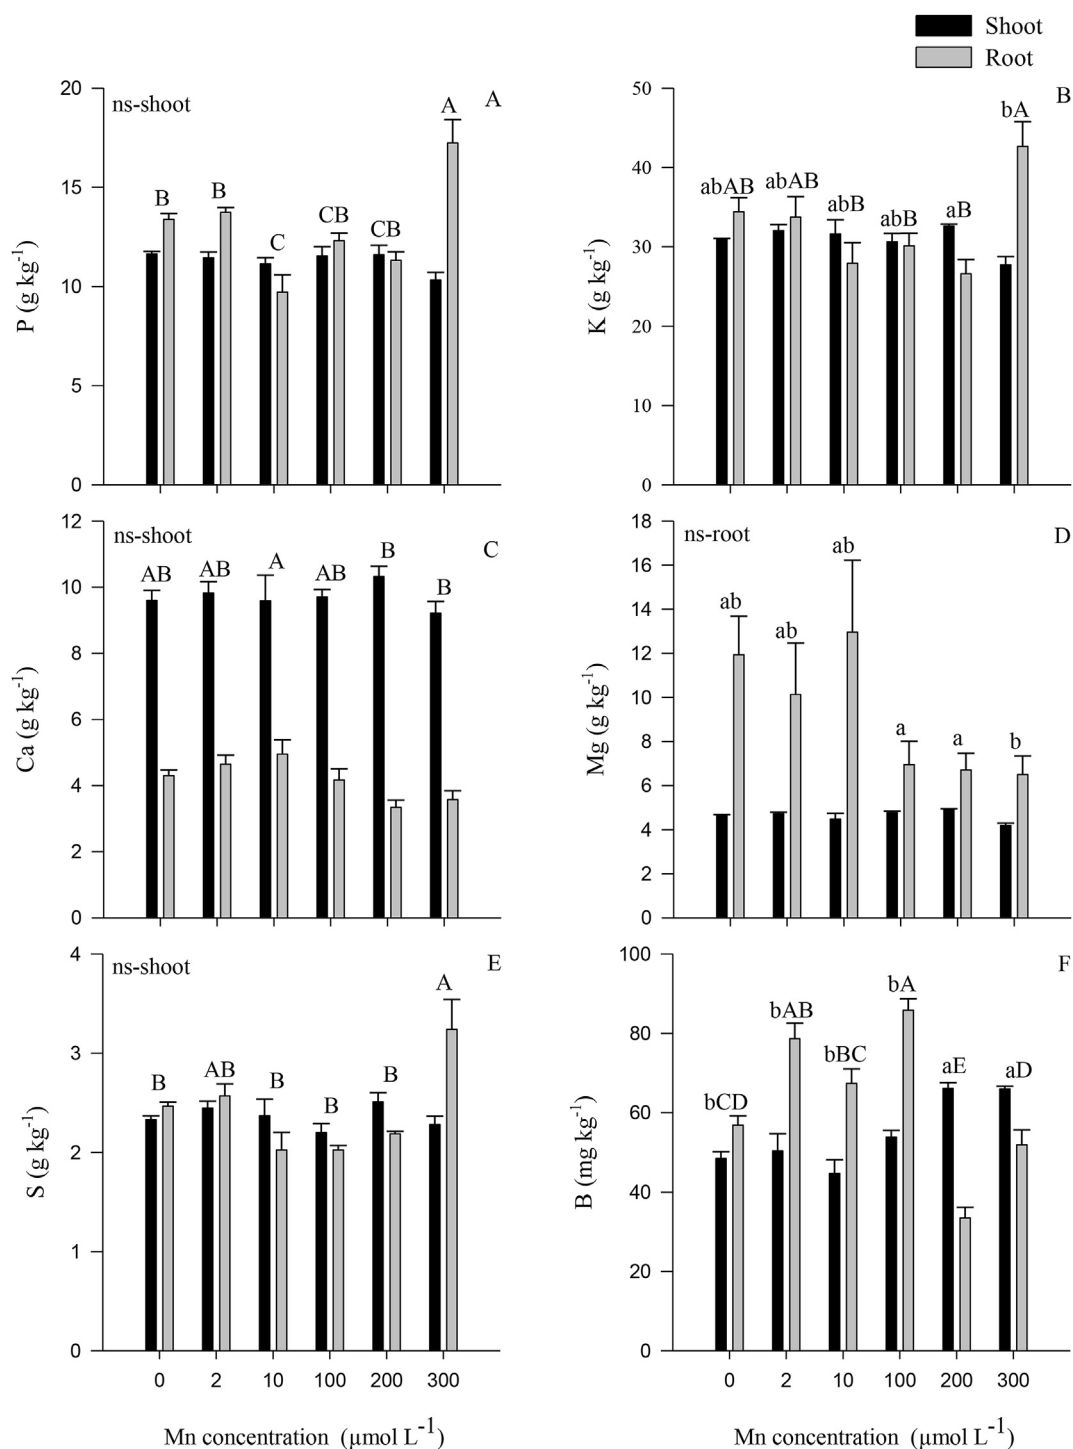 Shoot
Root
20
15
10
5
0
P (g kg⁻¹)
ns-shoot
A
B
B
C
CB
CB
A
50
40
30
20
10
0
K (g kg⁻¹)
B
abAB
abAB
abB
abB
aB
bA
12
10
8
6
4
2
0
Ca (g kg⁻¹)
ns-shoot
C
AB
AB
A
AB
B
B
18
16
14
12
10
8
6
4
2
0
Mg (g kg⁻¹)
ns-root
D
ab
ab
ab
a
a
b
4
3
2
1
0
S (g kg⁻¹)
ns-shoot
E
B
AB
B
B
B
A
0 2 10 100 200 300
Mn concentration (µmol L⁻¹)
100
80
60
40
20
0
B (mg kg⁻¹)
F
bCD
bAB
bBC
bA
aE
aD
0 2 10 100 200 300
Mn concentration (µmol L⁻¹)